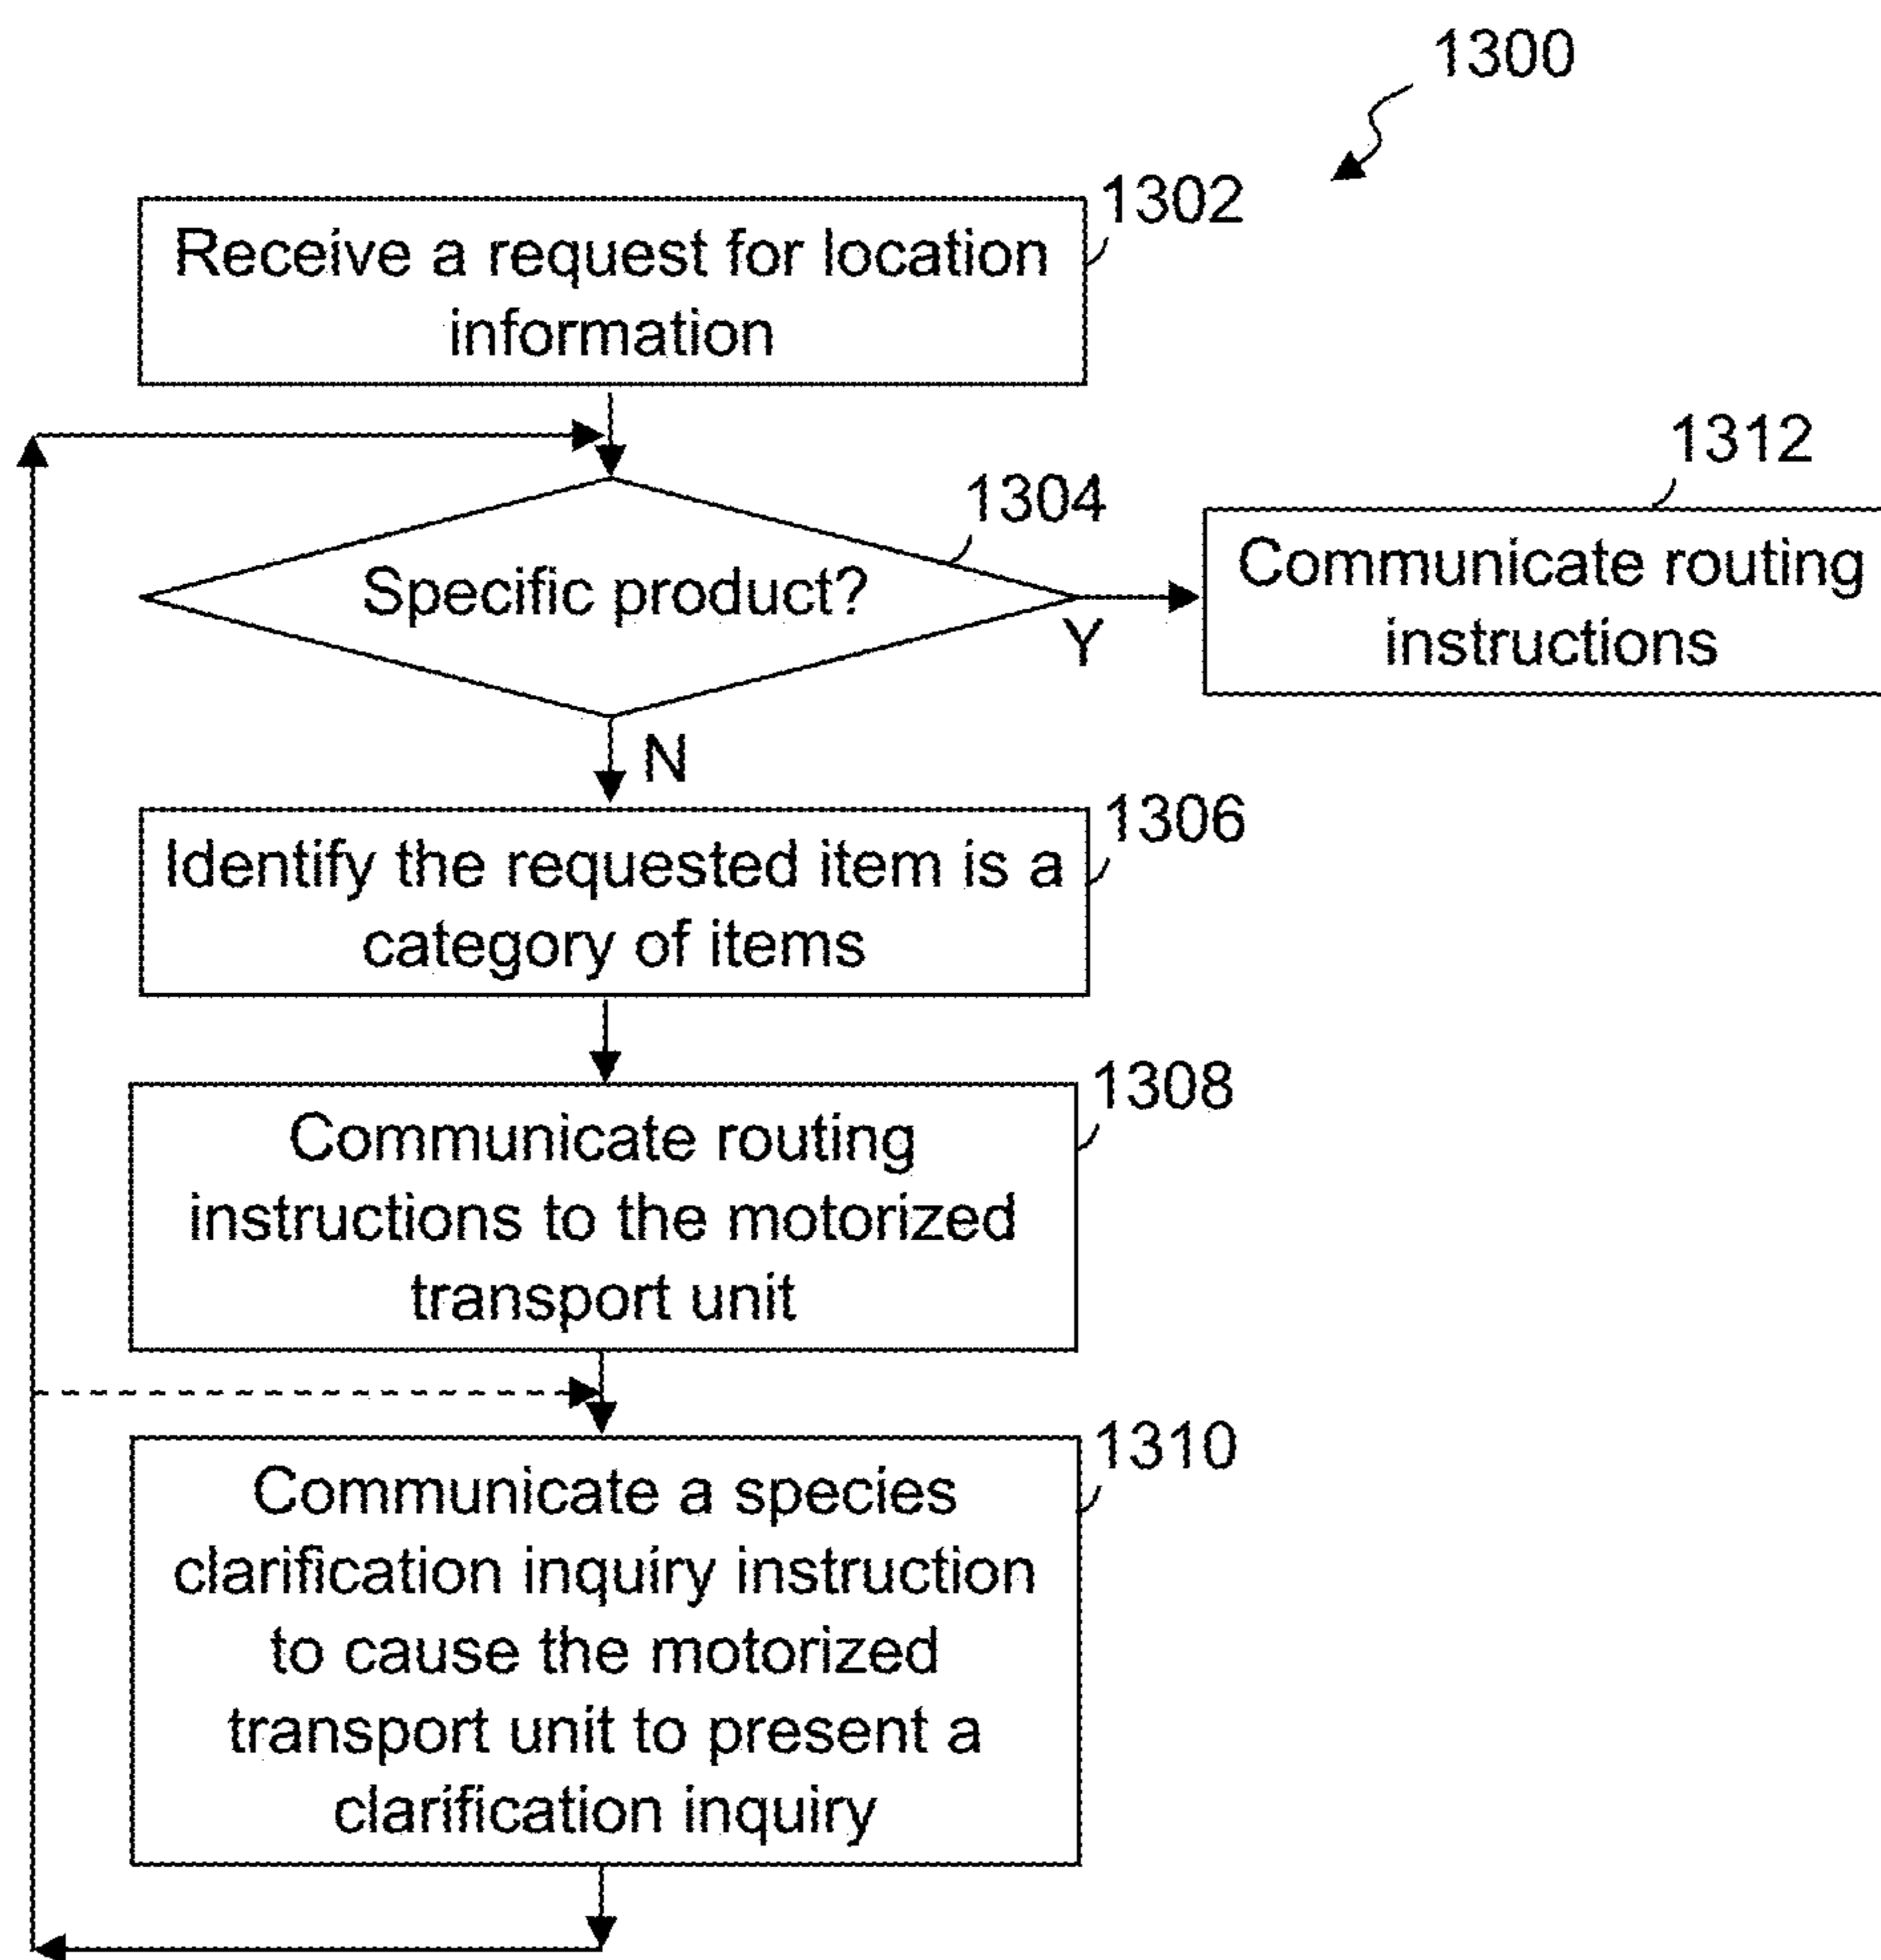 1300
1302
Receive a request for location
information
1304
Specific product?
Y
N
1312
Communicate routing
instructions
1306
Identify the requested item is a
category of items
1308
Communicate routing
instructions to the motorized
transport unit
1310
Communicate a species
clarification inquiry instruction
to cause the motorized
transport unit to present a
clarification inquiry